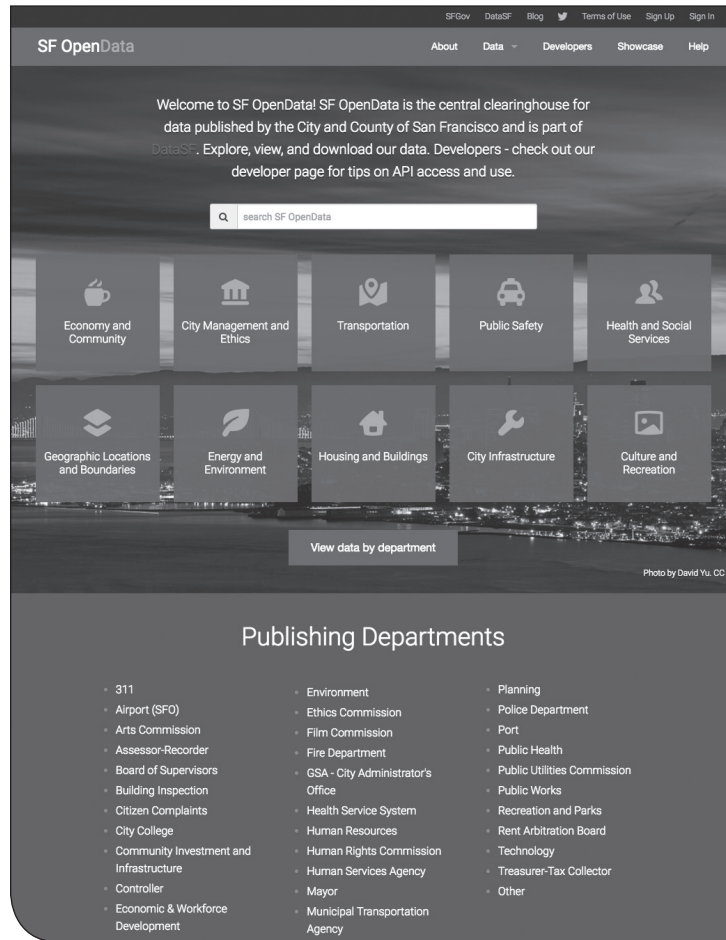 SFGov DataSF Blog Terms of Use Sign Up Sign In
SF OpenData
About Data Developers Showcase Help
Welcome to SF OpenData! SF OpenData is the central clearinghouse for
data published by the City and County of San Francisco and is part of
DataSF. Explore, view, and download our data. Developers - check out our
developer page for tips on API access and use.
search SF OpenData
Economy and
Community
City Management and
Ethics
Transportation
Public Safety
Health and Social
Services
Geographic Locations
and Boundaries
Energy and
Environment
Housing and Buildings
City Infrastructure
Culture and
Recreation
View data by department
Photo by David Yu. CC
Publishing Departments
311
Airport (SFO)
Arts Commission
Assessor-Recorder
Board of Supervisors
Building Inspection
Citizen Complaints
City College
Community Investment and
Infrastructure
Controller
Economic & Workforce
Development
Environment
Ethics Commission
Film Commission
Fire Department
GSA - City Administrator's
Office
Health Service System
Human Resources
Human Rights Commission
Human Services Agency
Mayor
Municipal Transportation
Agency
Planning
Police Department
Port
Public Health
Public Utilities Commission
Public Works
Recreation and Parks
Rent Arbitration Board
Technology
Treasurer-Tax Collector
Other